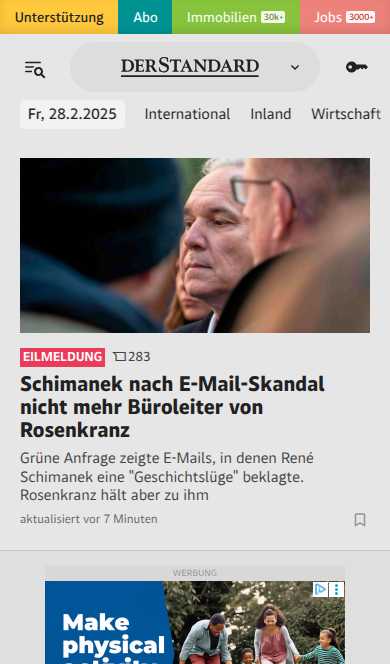 Unterstützung Abo Immobilien 30k+ Jobs 3000+
DERSTANDARD
Fr, 28.2.2025 International Inland Wirtschaft
EILMELDUNG 283
Schimanek nach E-Mail-Skandal
nicht mehr Büroleiter von
Rosenkranz
Grüne Anfrage zeigte E-Mails, in denen René
Schimanek eine "Geschichtslüge" beklagte.
Rosenkranz hält aber zu ihm
aktualisiert vor 7 Minuten
WERBUNG
Make
physical